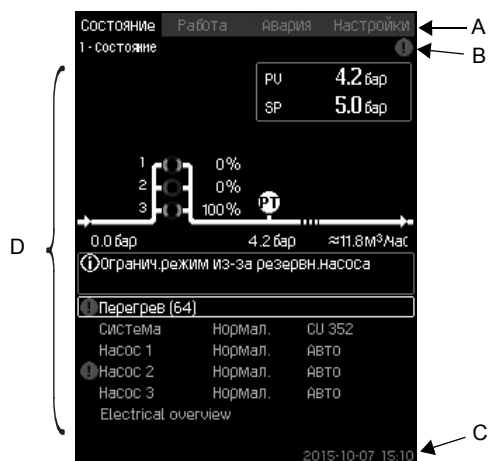 Состояние Работа Авария Настройки A
1 - Состояние B
PV 4.2 бар
SP 5.0 бар
1 0%
2 0%
3 100% PT
0.0 бар 4.2 бар ≈11.8 м³/час
D
Огранич.режим из-за резервн.насоса
Перегрев (64)
Система Нормал. CU 352
Насос 1 Нормал. Авто
Насос 2 Нормал. Авто
Насос 3 Нормал. Авто
Electrical overview
C
2015-10-07 15:10